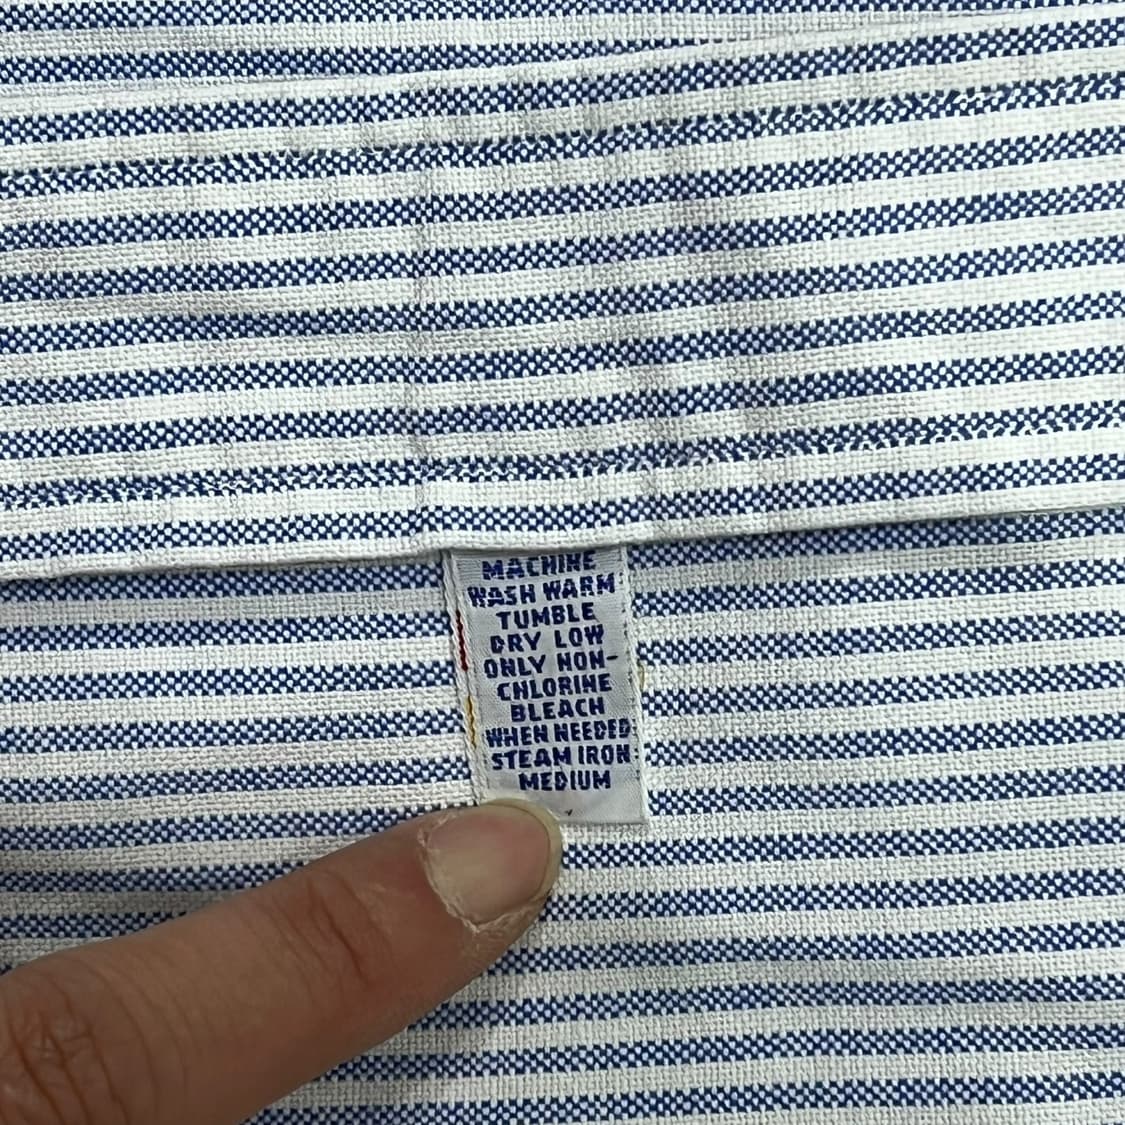 MACHINE
WASH WARM
TUMBLE
DRY LOW
ONLY NON-
CHLORINE
BLEACH
WHEN NEEDED
STEAM IRON
MEDIUM